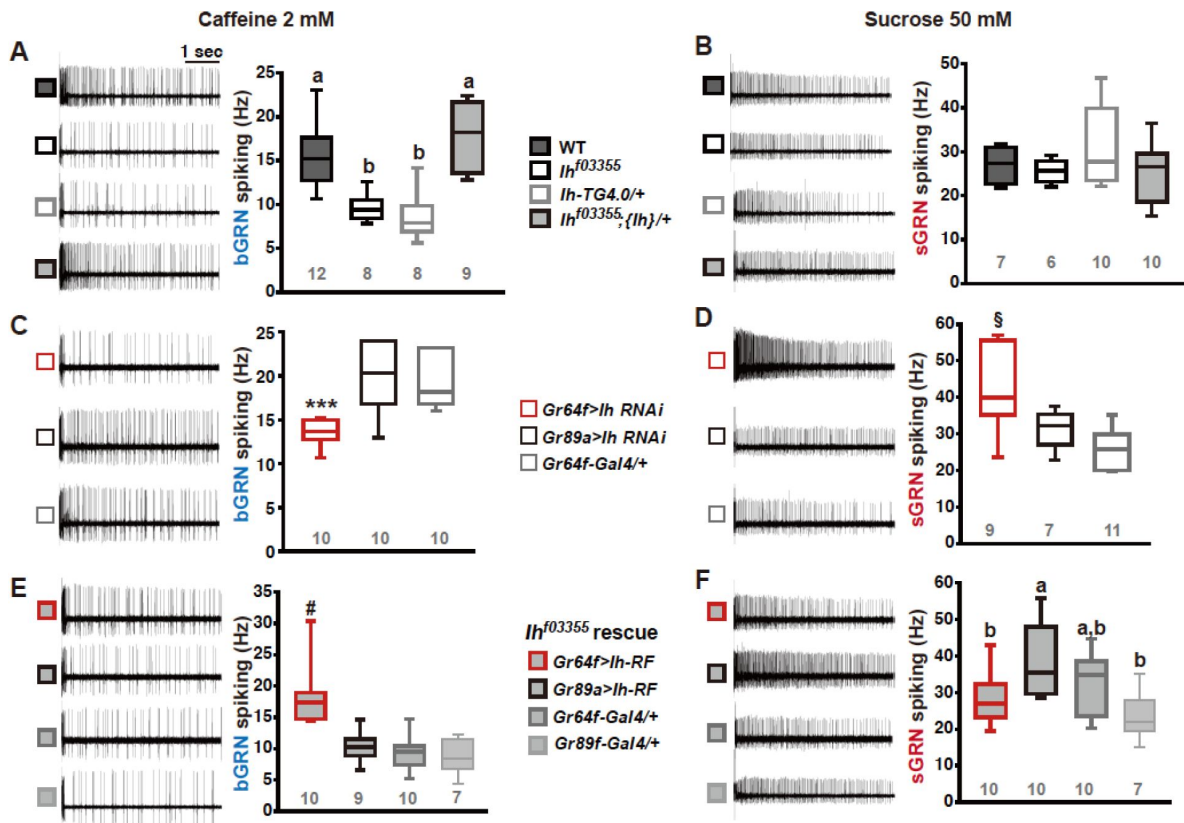 Caffeine 2 mM
Sucrose 50 mM
A
1 sec
bGRN spiking (Hz)
25
20
15
10
5
0
a
b
b
a
12
8
8
9
WT
Ih^f03355
Ih-TG4.0/+
Ih^f03355;{Ih}/+
B
sGRN spiking (Hz)
50
40
30
20
10
0
7
6
10
10
C
bGRN spiking (Hz)
25
20
15
10
5
0
***
10
10
10
Gr64f>Ih RNAi
Gr89a>Ih RNAi
Gr64f-Gal4/+
D
sGRN spiking (Hz)
60
50
40
30
20
10
0
§
9
7
11
E
bGRN spiking (Hz)
35
30
25
20
15
10
5
0
#
10
9
10
7
Ih^f03355 rescue
Gr64f>Ih-RF
Gr89a>Ih-RF
Gr64f-Gal4/+
Gr89f-Gal4/+
F
sGRN spiking (Hz)
60
50
40
30
20
10
0
b
a
a,b
b
10
10
10
7